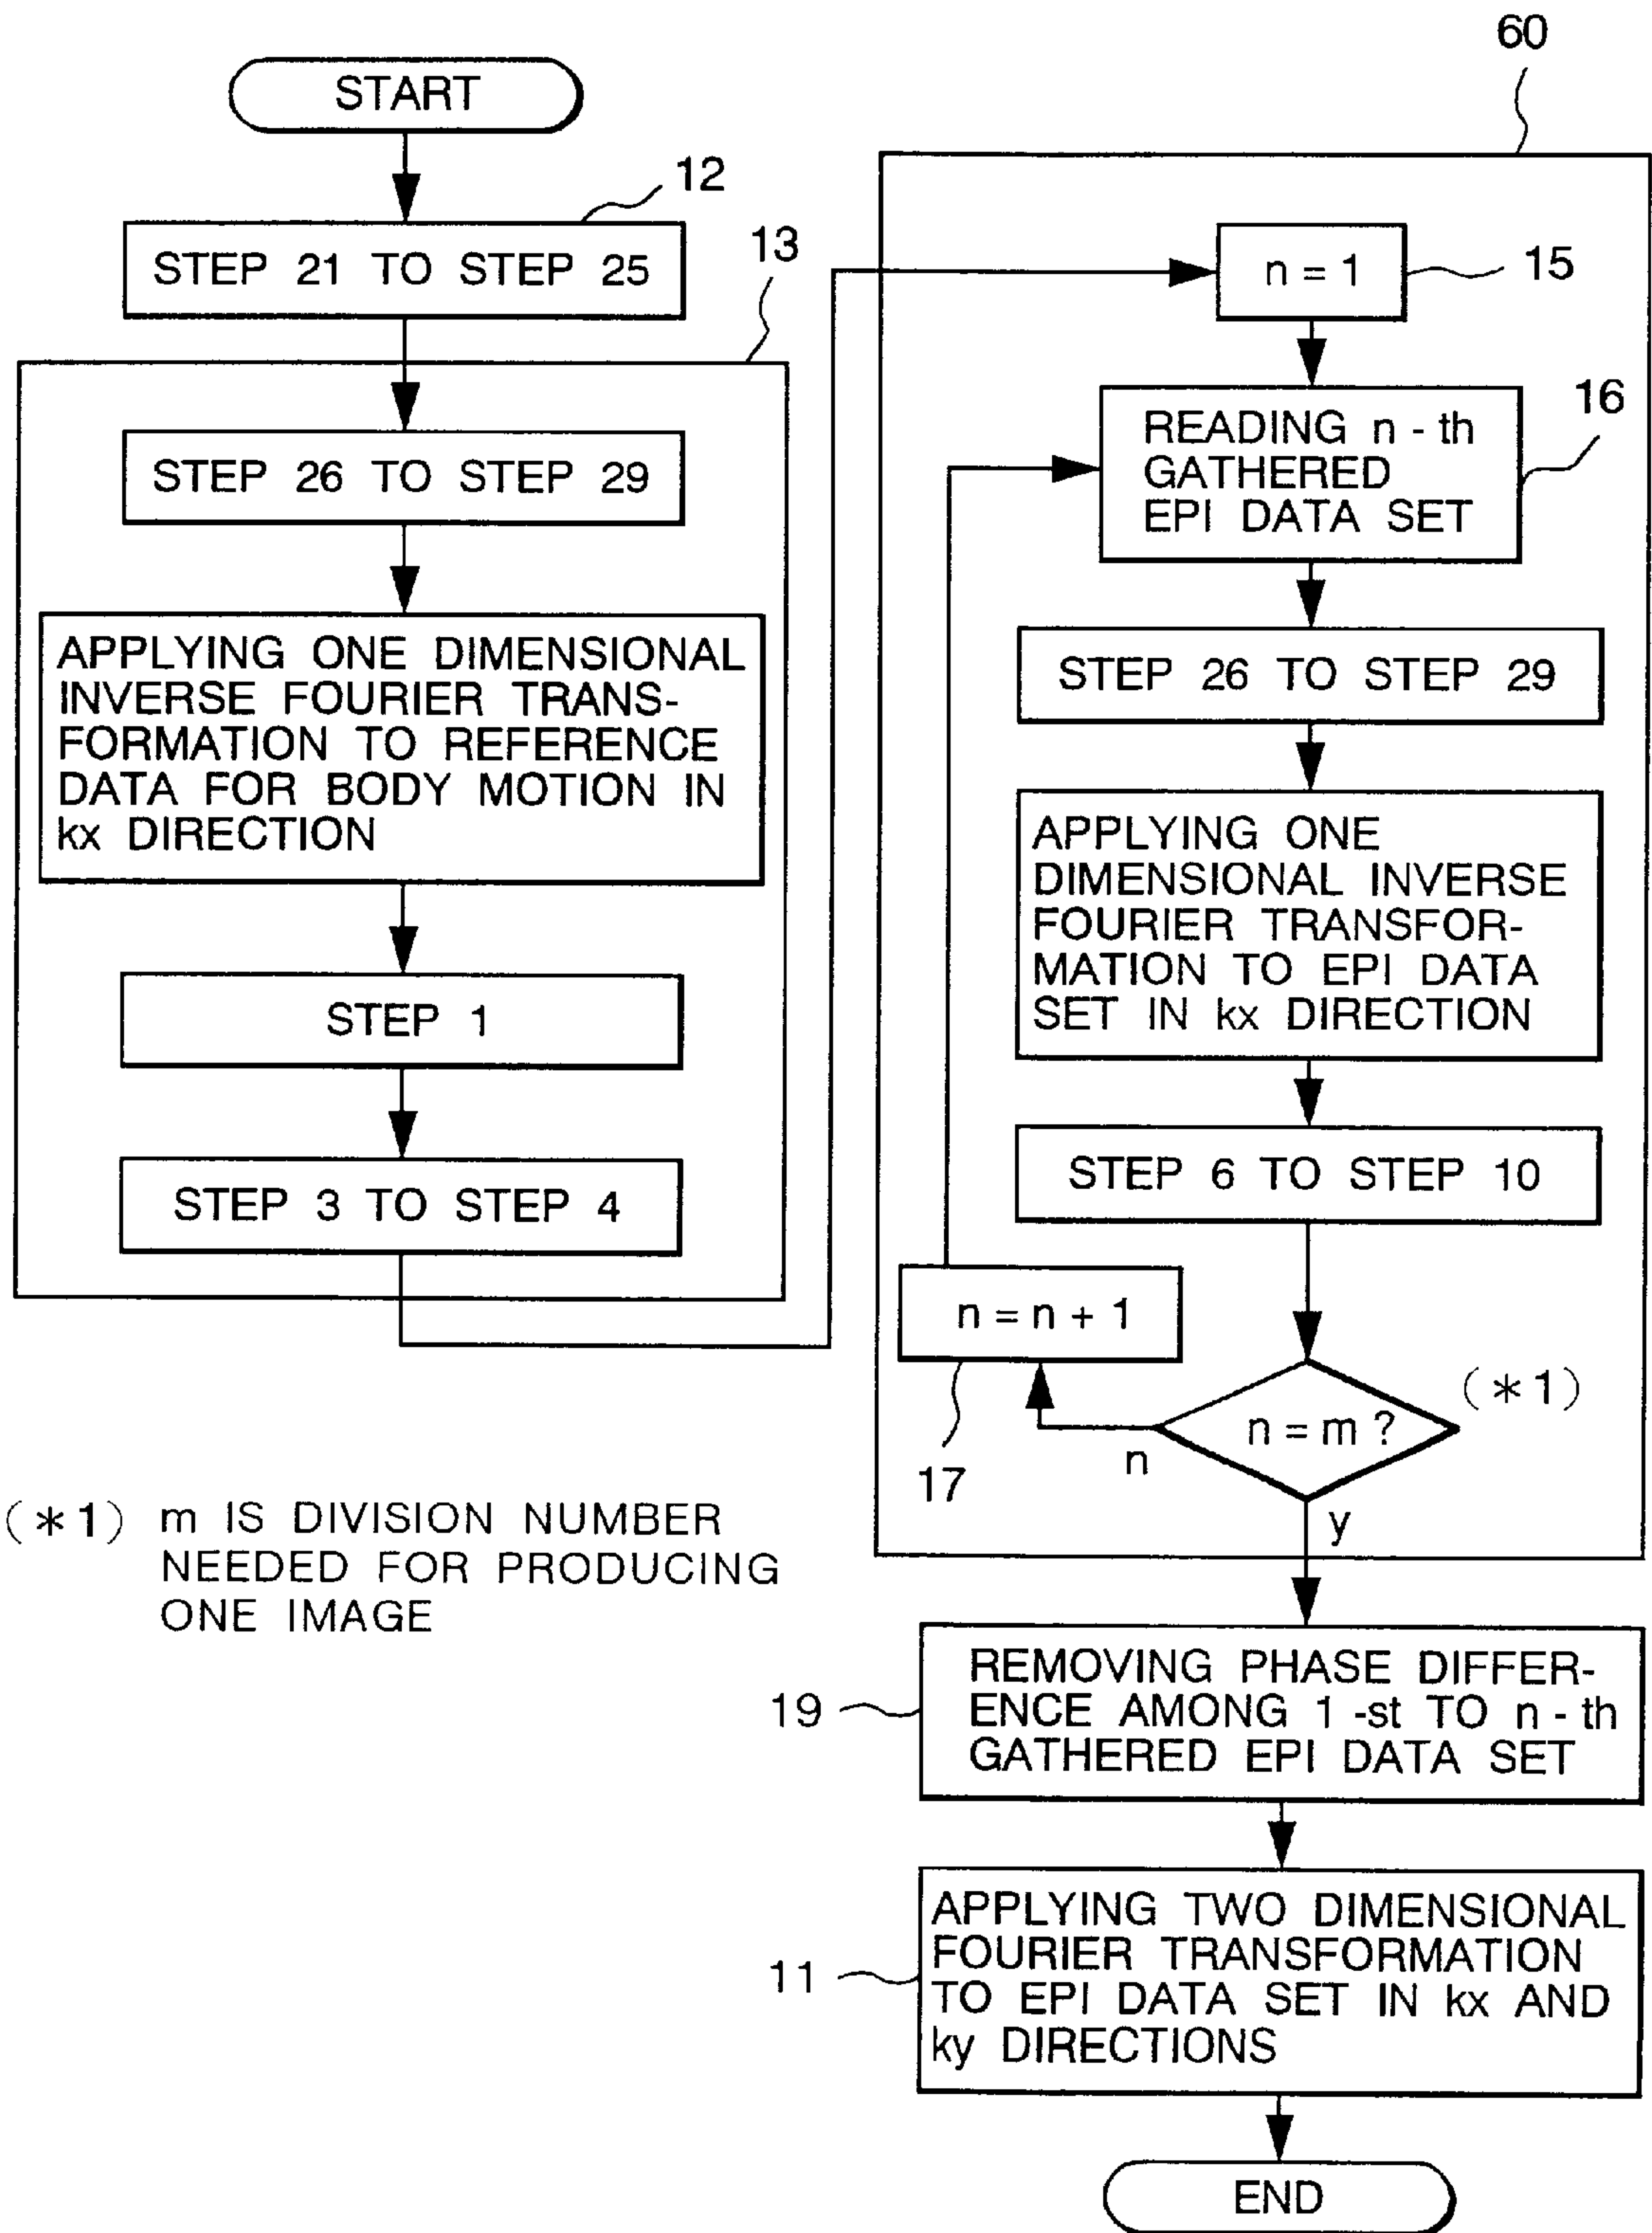 START
12
STEP 21 TO STEP 25
13
STEP 26 TO STEP 29
APPLYING ONE DIMENSIONAL
INVERSE FOURIER TRANS-
FORMATION TO REFERENCE
DATA FOR BODY MOTION IN
kx DIRECTION
STEP 1
STEP 3 TO STEP 4
60
n = 1
15
READING n - th
GATHERED
EPI DATA SET
16
STEP 26 TO STEP 29
APPLYING ONE
DIMENSIONAL INVERSE
FOURIER TRANSFOR-
MATION TO EPI DATA
SET IN kx DIRECTION
STEP 6 TO STEP 10
n = n + 1
17
n = m ?
(*1)
n
y
(*1) m IS DIVISION NUMBER
NEEDED FOR PRODUCING
ONE IMAGE
19
REMOVING PHASE DIFFER-
ENCE AMONG 1 -st TO n - th
GATHERED EPI DATA SET
11
APPLYING TWO DIMENSIONAL
FOURIER TRANSFORMATION
TO EPI DATA SET IN kx AND
ky DIRECTIONS
END